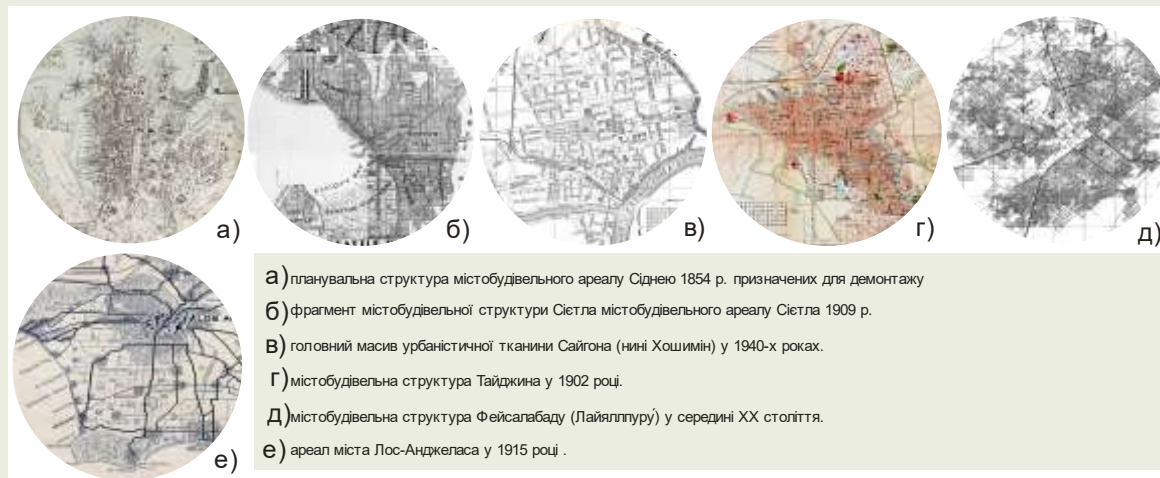 а)
б)
в)
г)
д)
е)
а) планувальна структура містобудівельного ареалу Сіднею 1854 р. призначених для демонтажу
б) фрагмент містобудівельної структури Сієтла містобудівельного ареалу Сієтла 1909 р.
в) головний масив урбаністичної тканини Сайгона (нині Хошимін) у 1940-х роках.
г) містобудівельна структура Тайджина у 1902 році.
д) містобудівельна структура Фейсалабаду (Лайяллпуру́) у середині ХХ століття.
е) ареал міста Лос-Анджеласа у 1915 році .